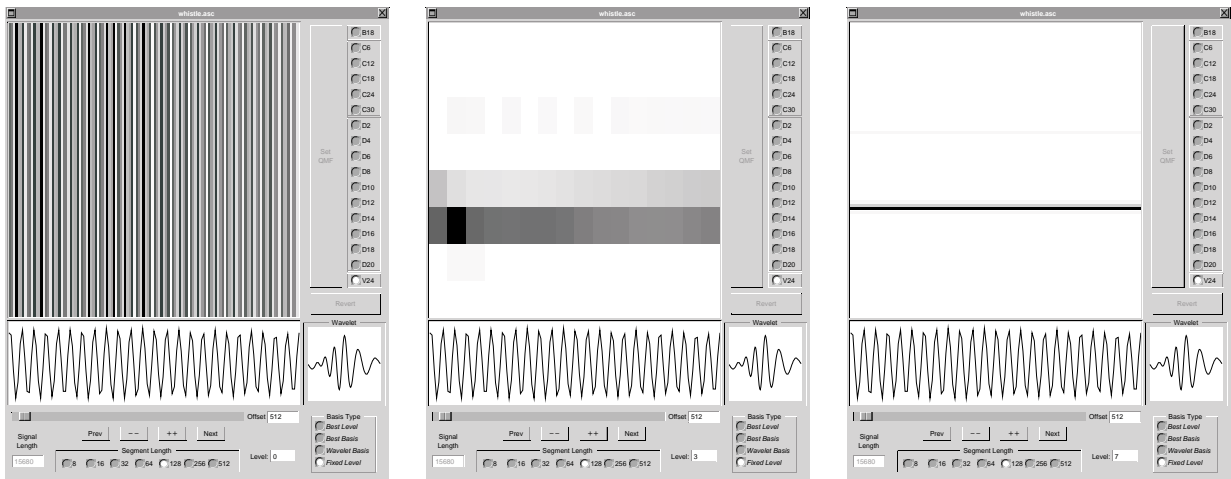 whistle.asc
B18
C6
C12
C18
C24
C30
D2
D4
D6
Set
QMF
D8
D10
D12
D14
D16
D18
D20
V24
Revert
Wavelet
Offset 512
Basis Type
Best Level
Prev -- ++ Next
Best Basis
Signal
Length
Segment Length
Wavelet Basis
15680
8 16 32 64 128 256 512
Level: 0
Fixed Level
whistle.asc
B18
C6
C12
C18
C24
C30
D2
D4
D6
Set
QMF
D8
D10
D12
D14
D16
D18
D20
V24
Revert
Wavelet
Offset 512
Basis Type
Best Level
Prev -- ++ Next
Best Basis
Signal
Length
Segment Length
Wavelet Basis
15680
8 16 32 64 128 256 512
Level: 3
Fixed Level
whistle.asc
B18
C6
C12
C18
C24
C30
D2
D4
D6
Set
QMF
D8
D10
D12
D14
D16
D18
D20
V24
Revert
Wavelet
Offset 512
Basis Type
Best Level
Prev -- ++ Next
Best Basis
Signal
Length
Segment Length
Wavelet Basis
15680
8 16 32 64 128 256 512
Level: 7
Fixed Level